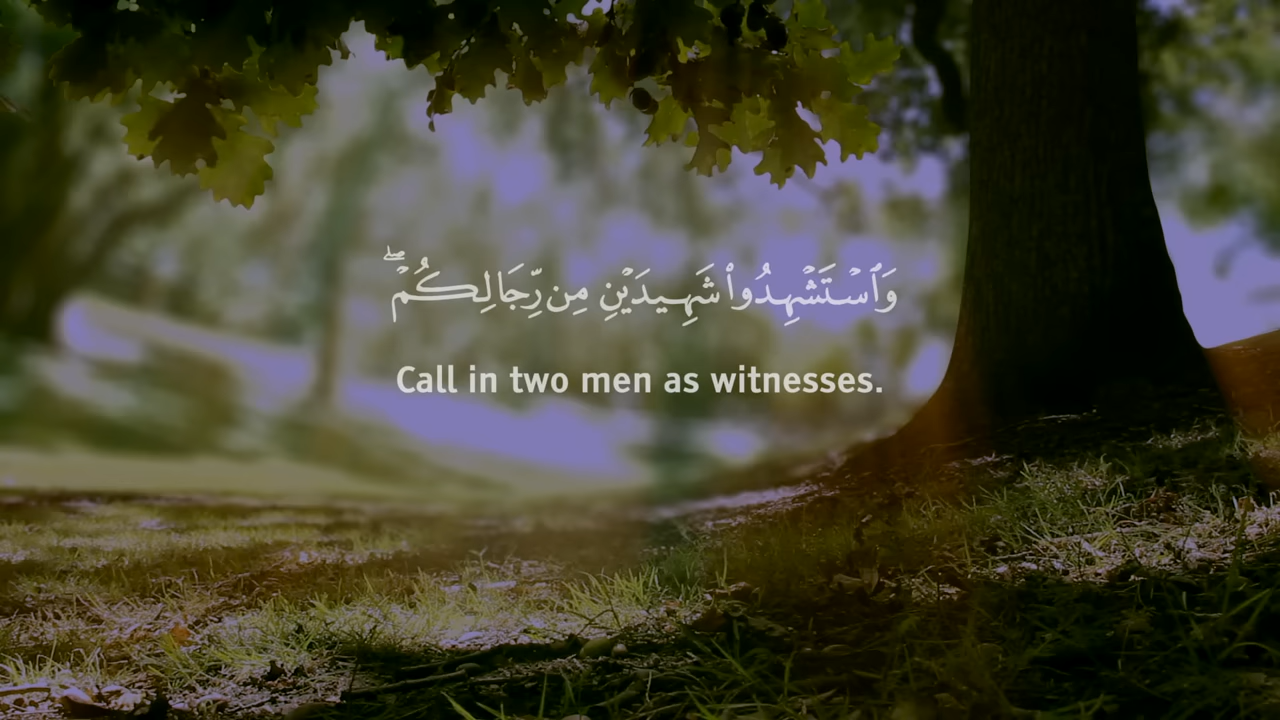 وَٱسۡتَشۡهِدُواْ شَهِيدَيۡنِ مِن رِّجَالِكُمۡۖ
Call in two men as witnesses.